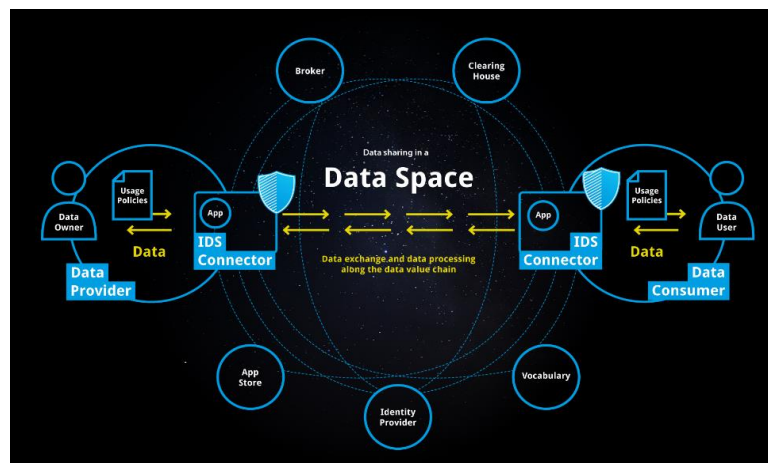 Broker
Clearing
House
Data sharing in a
Data Space
Usage
Policies
App
Data
Owner
Data
IDS
Connector
Data
Provider
Data exchange and data processing
along the data value chain
App
Usage
Policies
Data
User
Data
IDS
Connector
Data
Consumer
App
Store
Identity
Provider
Vocabulary